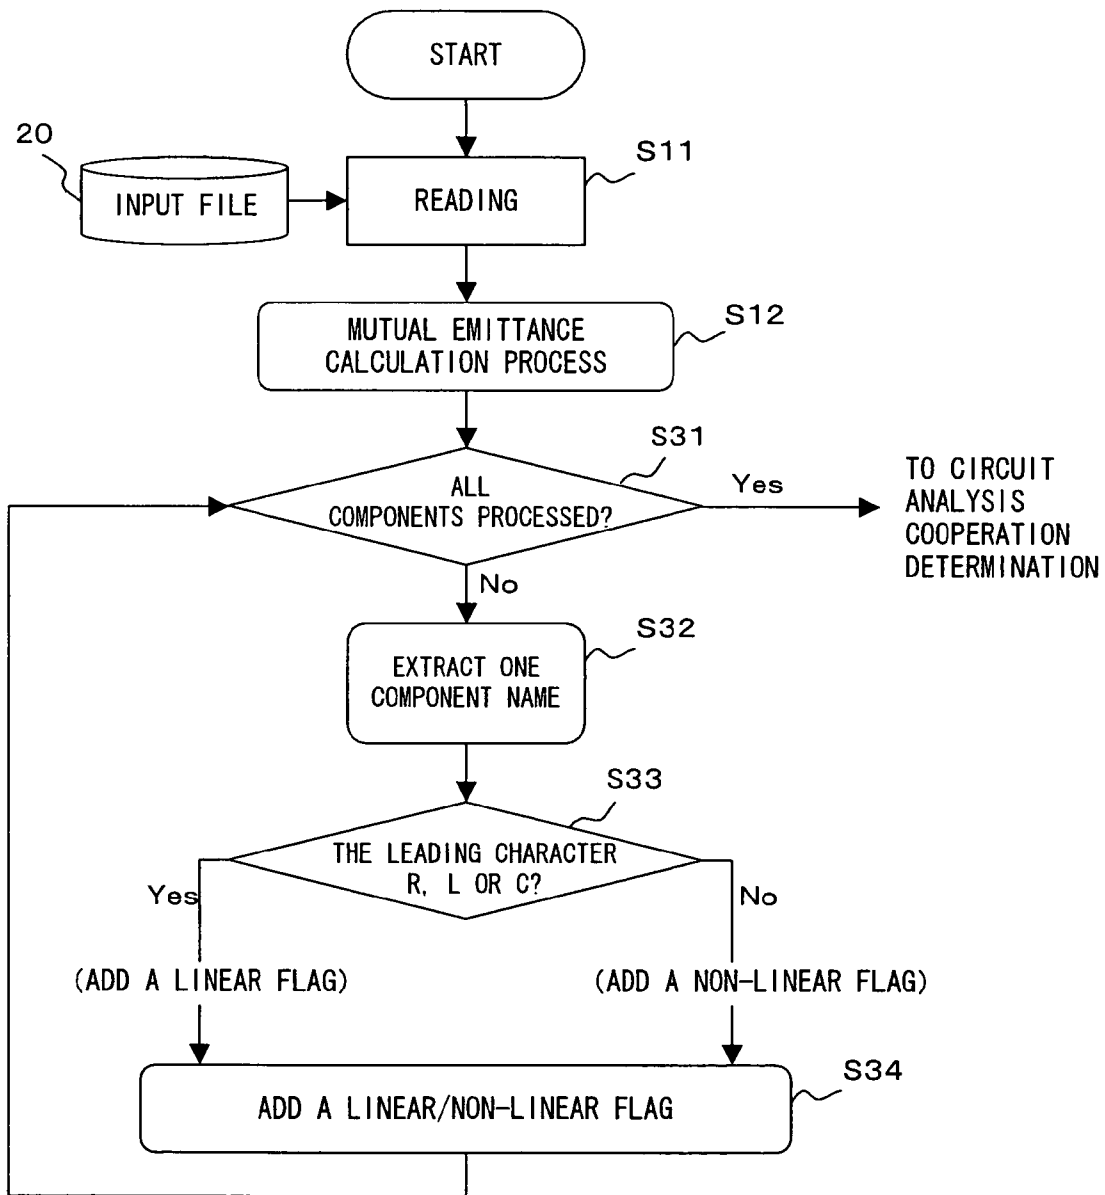 START
20
S11
INPUT FILE
READING
S12
MUTUAL EMITTANCE
CALCULATION PROCESS
S31
ALL
COMPONENTS PROCESSED?
Yes
TO CIRCUIT
ANALYSIS
COOPERATION
DETERMINATION
No
S32
EXTRACT ONE
COMPONENT NAME
S33
THE LEADING CHARACTER
R, L OR C?
Yes
No
(ADD A LINEAR FLAG)
(ADD A NON-LINEAR FLAG)
S34
ADD A LINEAR/NON-LINEAR FLAG